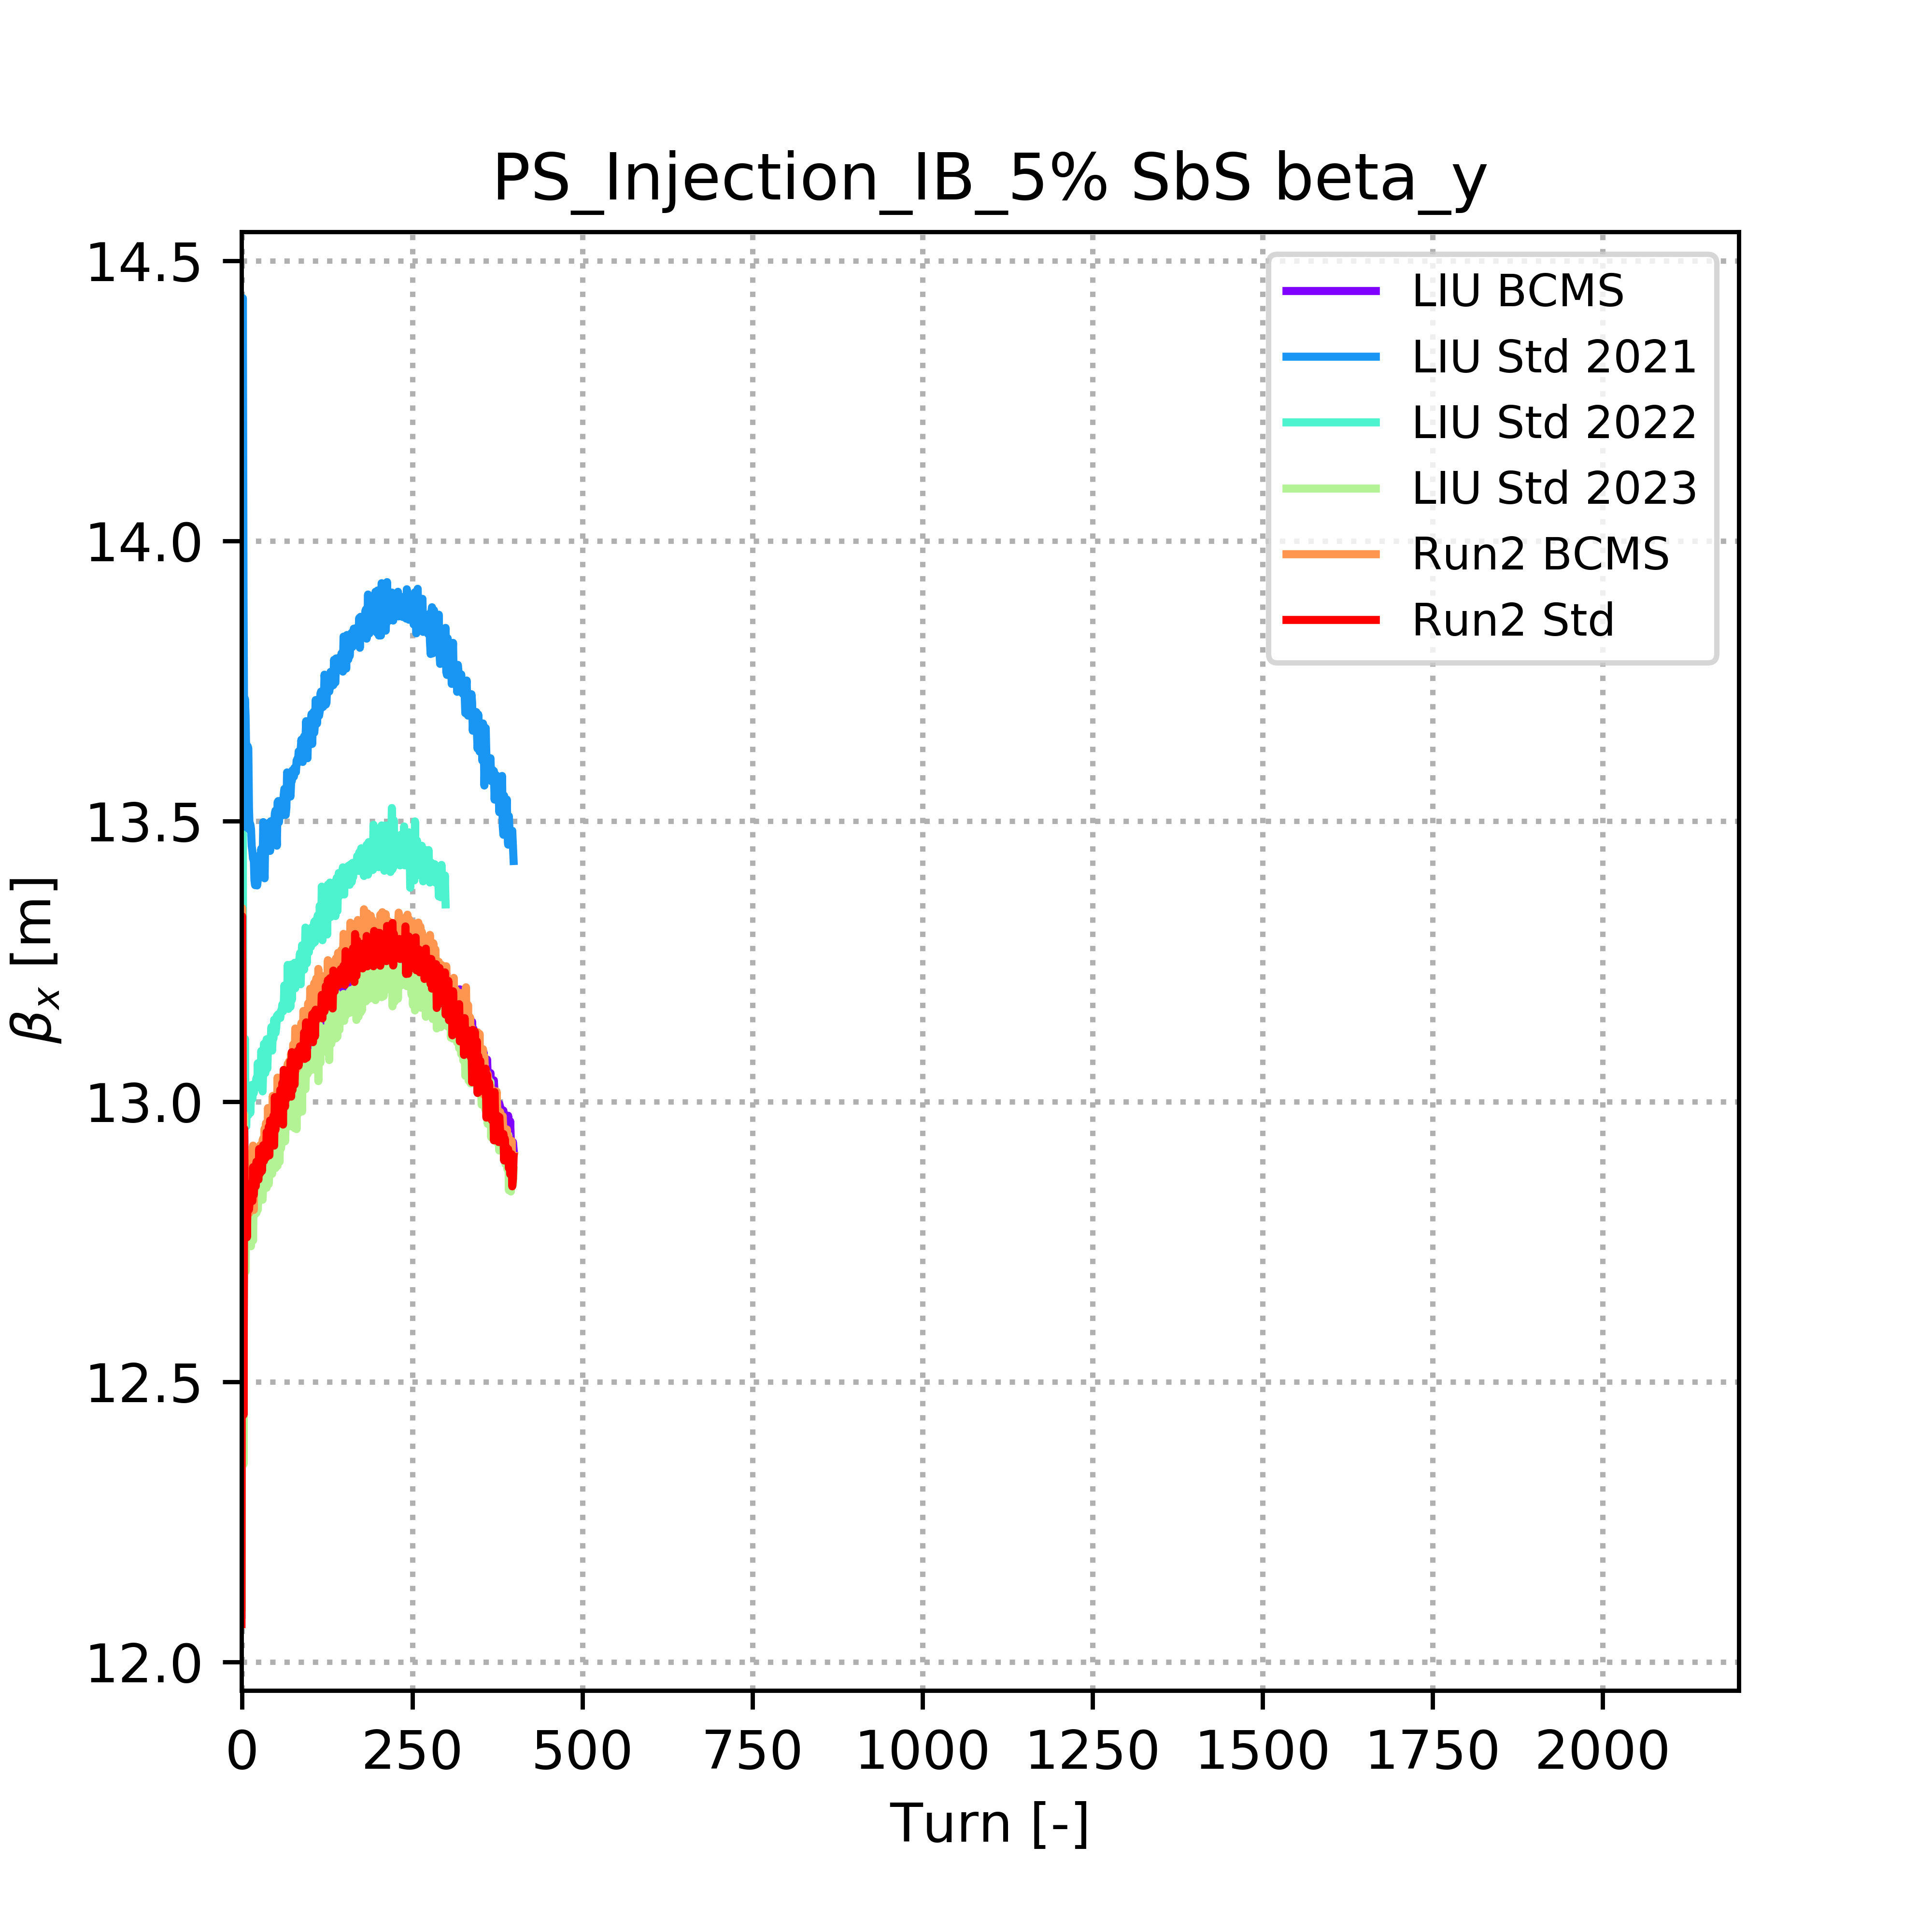 PS_Injection_IB_5% SbS beta_y
14.5
14.0
13.5
13.0
12.5
12.0
βx [m]
LIU BCMS
LIU Std 2021
LIU Std 2022
LIU Std 2023
Run2 BCMS
Run2 Std
0 250 500 750 1000 1250 1500 1750 2000
Turn [-]